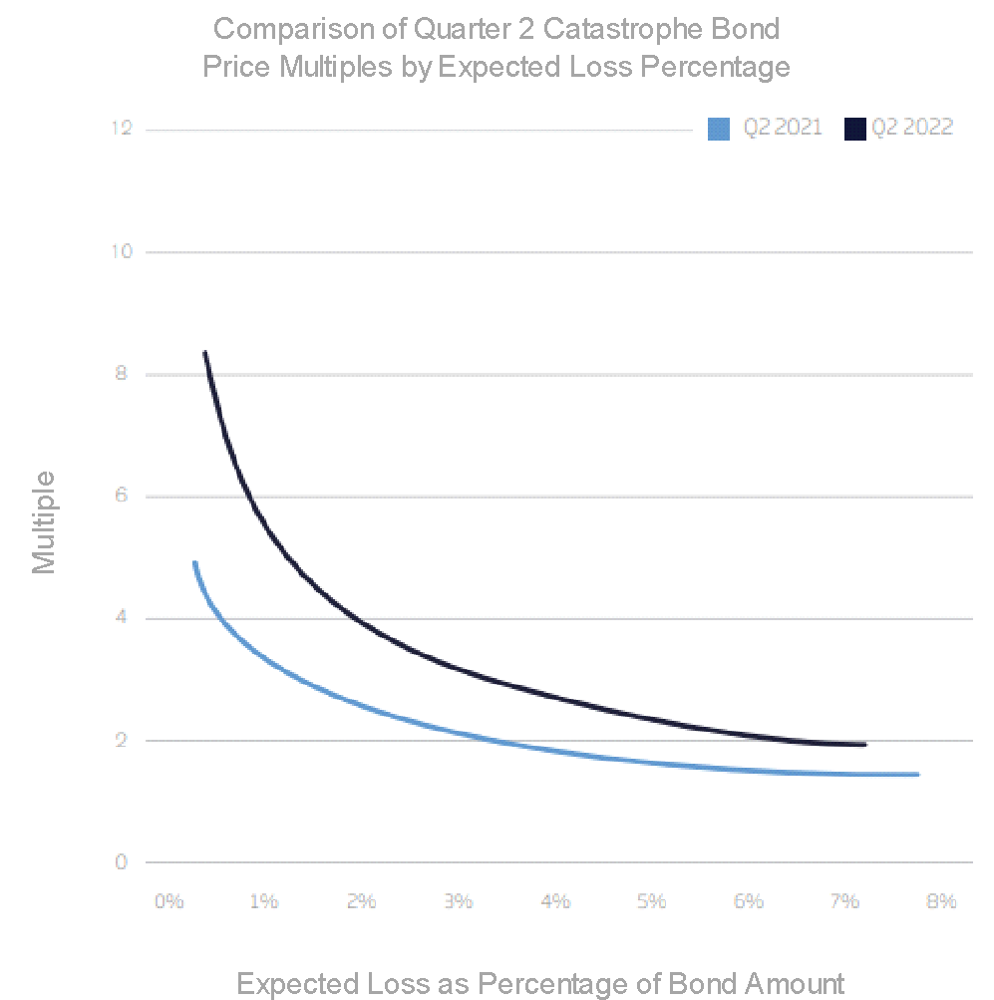 Comparison of Quarter 2 Catastrophe Bond
Price Multiples by Expected Loss Percentage
12
Q2 2021
Q2 2022
10
8
6
4
2
0
Multiple
0% 1% 2% 3% 4% 5% 6% 7% 8%
Expected Loss as Percentage of Bond Amount